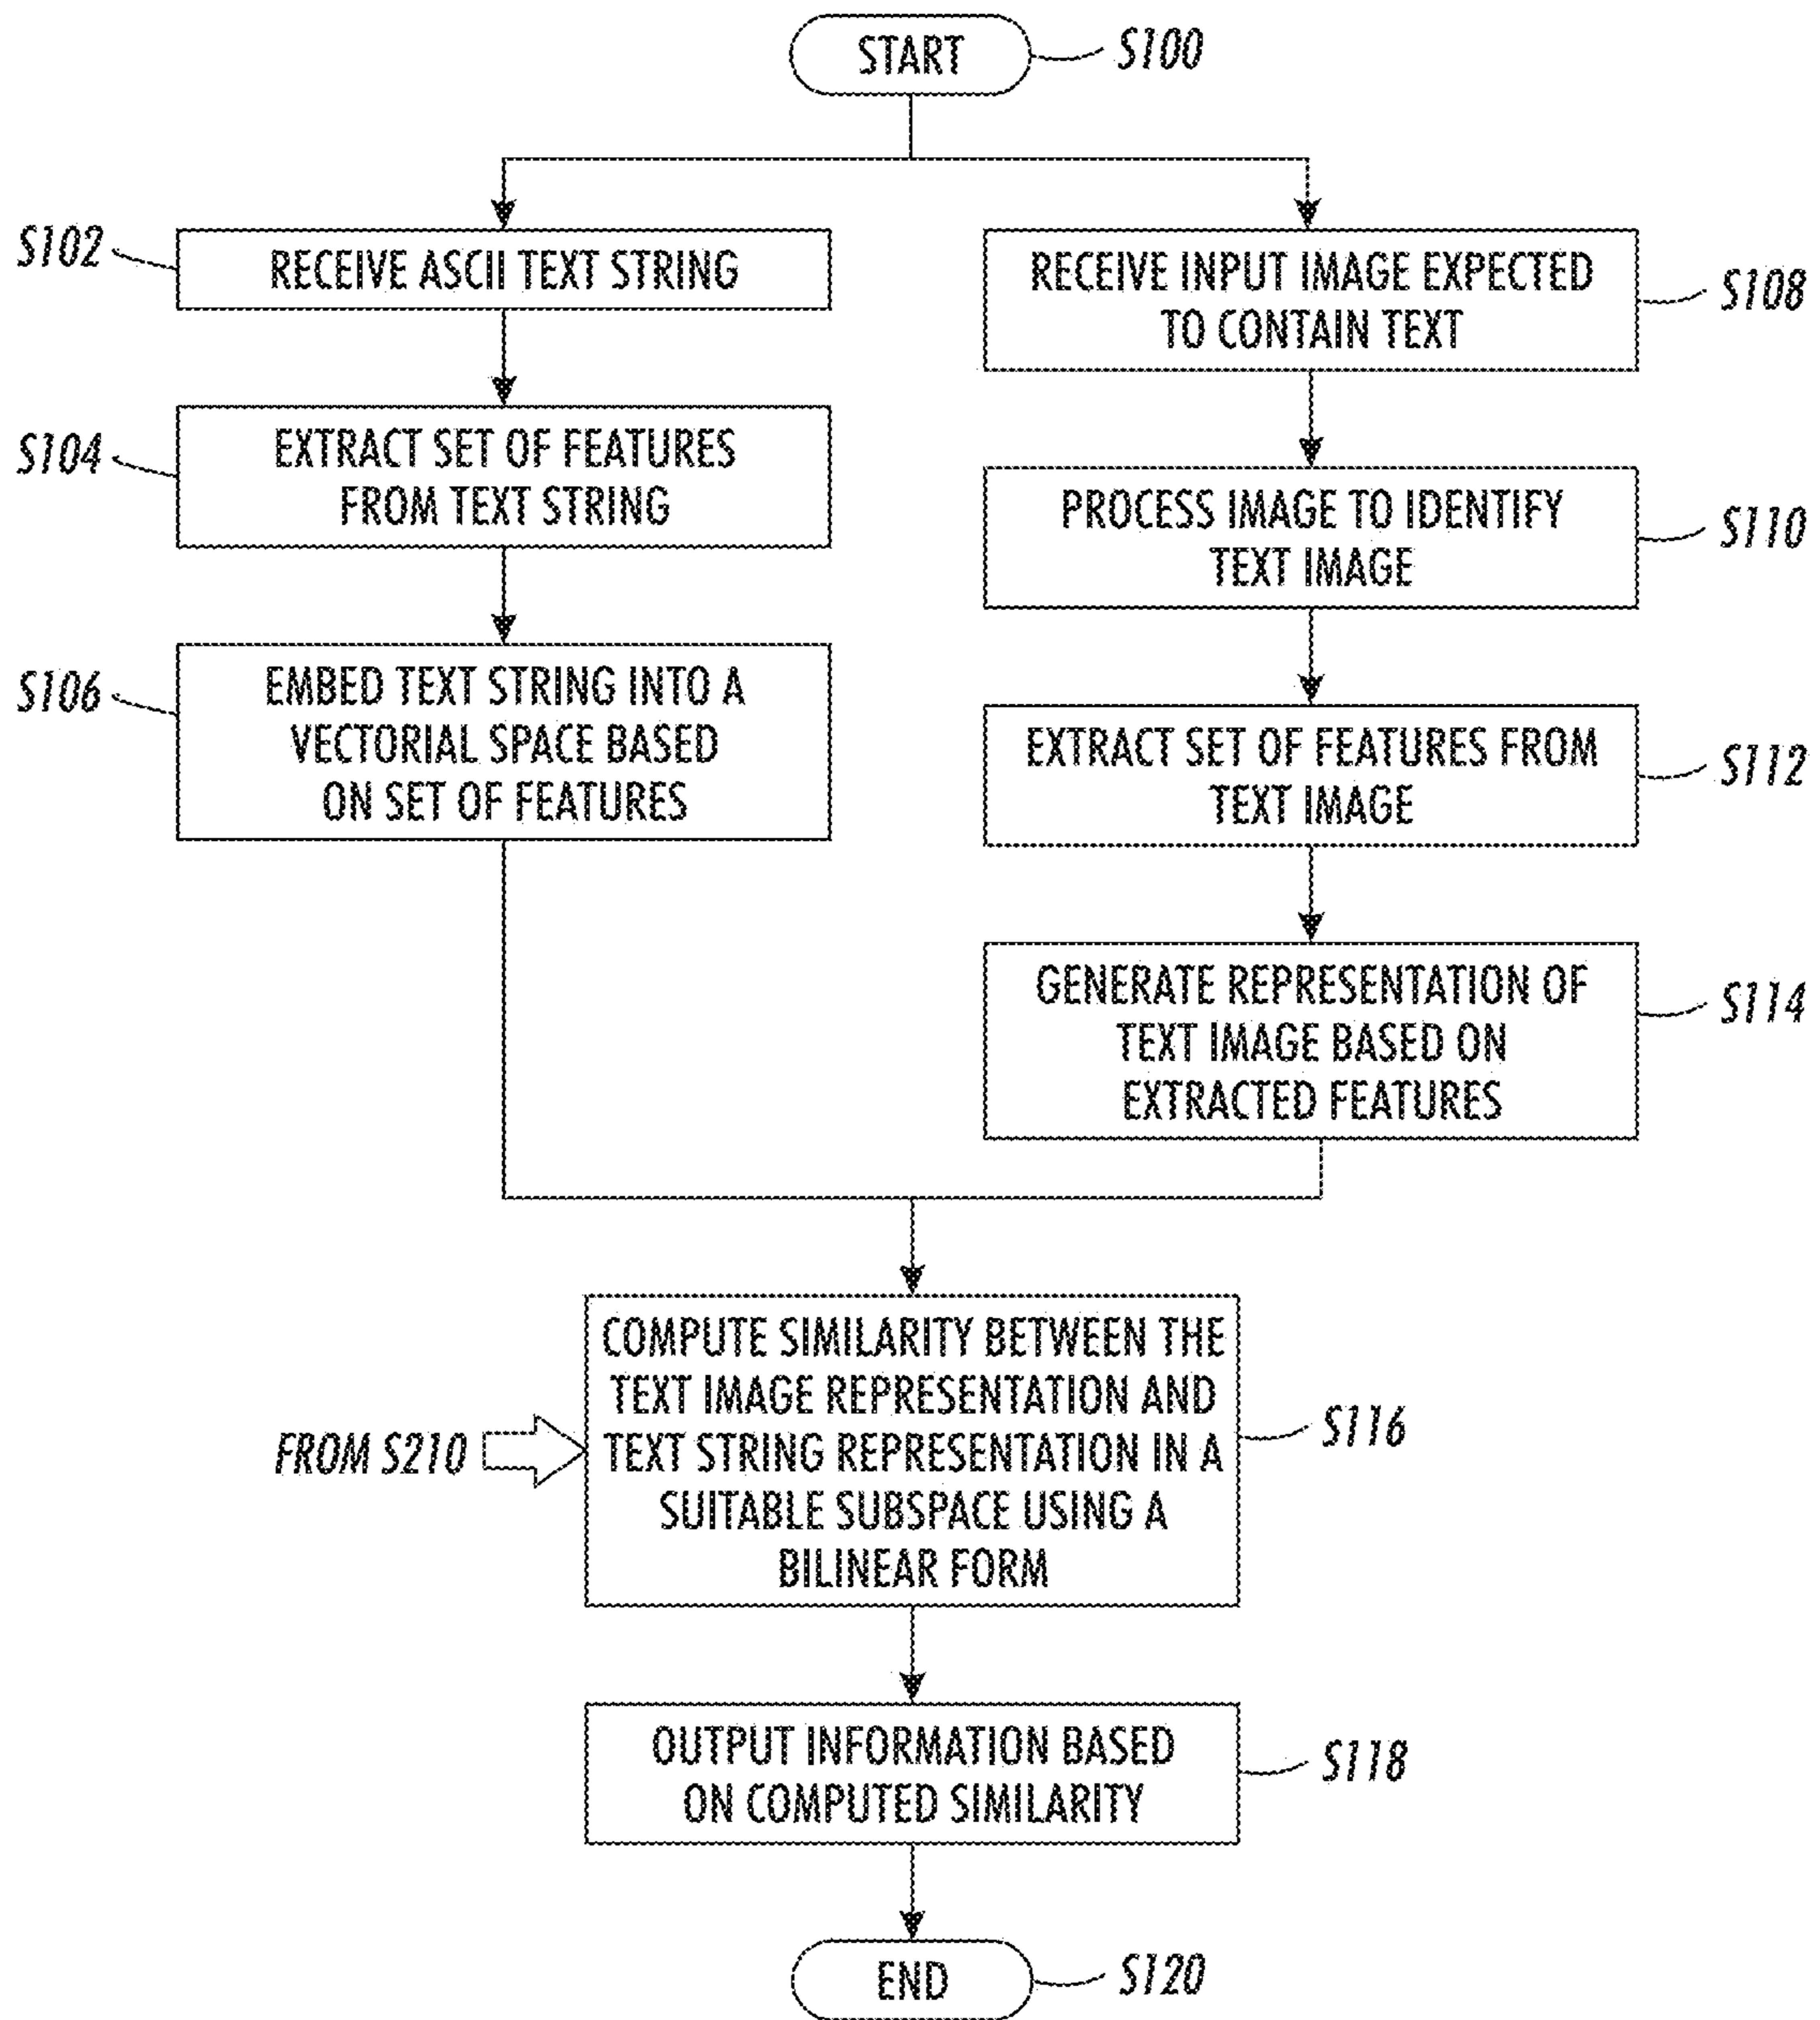 START
S100
S102
RECEIVE ASCII TEXT STRING
S104
EXTRACT SET OF FEATURES
FROM TEXT STRING
S106
EMBED TEXT STRING INTO A
VECTORIAL SPACE BASED
ON SET OF FEATURES
RECEIVE INPUT IMAGE EXPECTED
TO CONTAIN TEXT
S108
PROCESS IMAGE TO IDENTIFY
TEXT IMAGE
S110
EXTRACT SET OF FEATURES FROM
TEXT IMAGE
S112
GENERATE REPRESENTATION OF
TEXT IMAGE BASED ON
EXTRACTED FEATURES
S114
FROM S210
COMPUTE SIMILARITY BETWEEN THE
TEXT IMAGE REPRESENTATION AND
TEXT STRING REPRESENTATION IN A
SUITABLE SUBSPACE USING A
BILINEAR FORM
S116
OUTPUT INFORMATION BASED
ON COMPUTED SIMILARITY
S118
END
S120